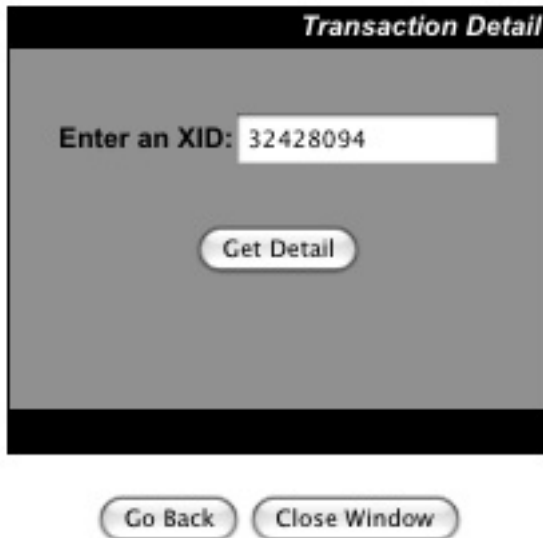 Transaction Detail
Enter an XID: 32428094
Get Detail
Go Back Close Window